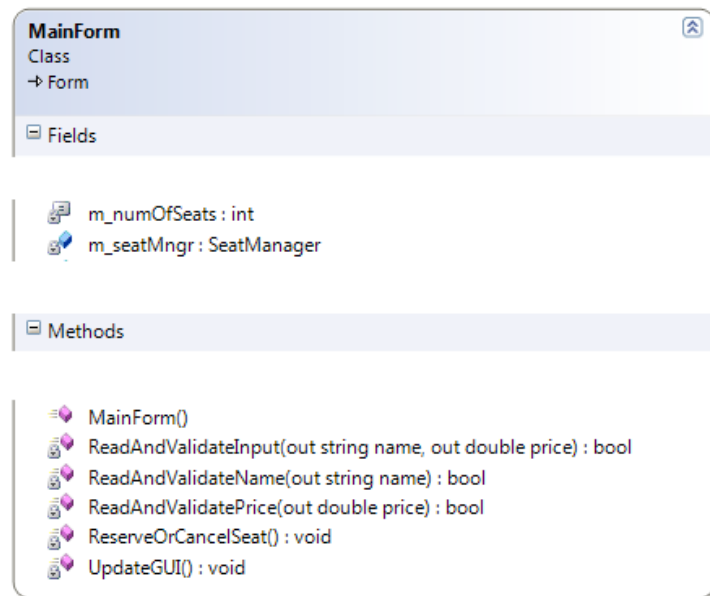 MainForm
Class
Form
Fields
m_numOfSeats : int
m_seatMngr : SeatManager
Methods
MainForm()
ReadAndValidateInput(out string name, out double price) : bool
ReadAndValidateName(out string name) : bool
ReadAndValidatePrice(out double price) : bool
ReserveOrCancelSeat() : void
UpdateGUI() : void